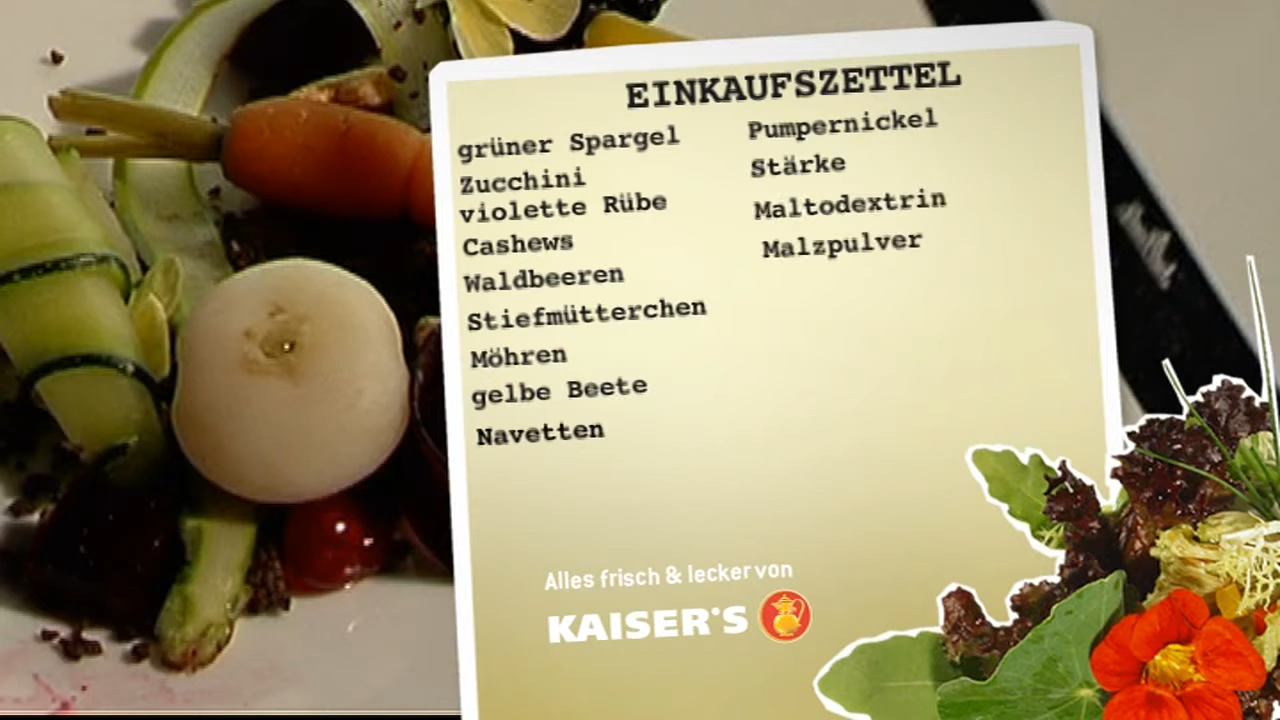 EINKAUFSZETTEL
grüner Spargel
Zucchini
violette Rübe
Cashews
Waldbeeren
Stiefmütterchen
Möhren
gelbe Beete
Navetten
Pumpernickel
Stärke
Maltodextrin
Malzpulver
Alles frisch & lecker von
KAISER'S